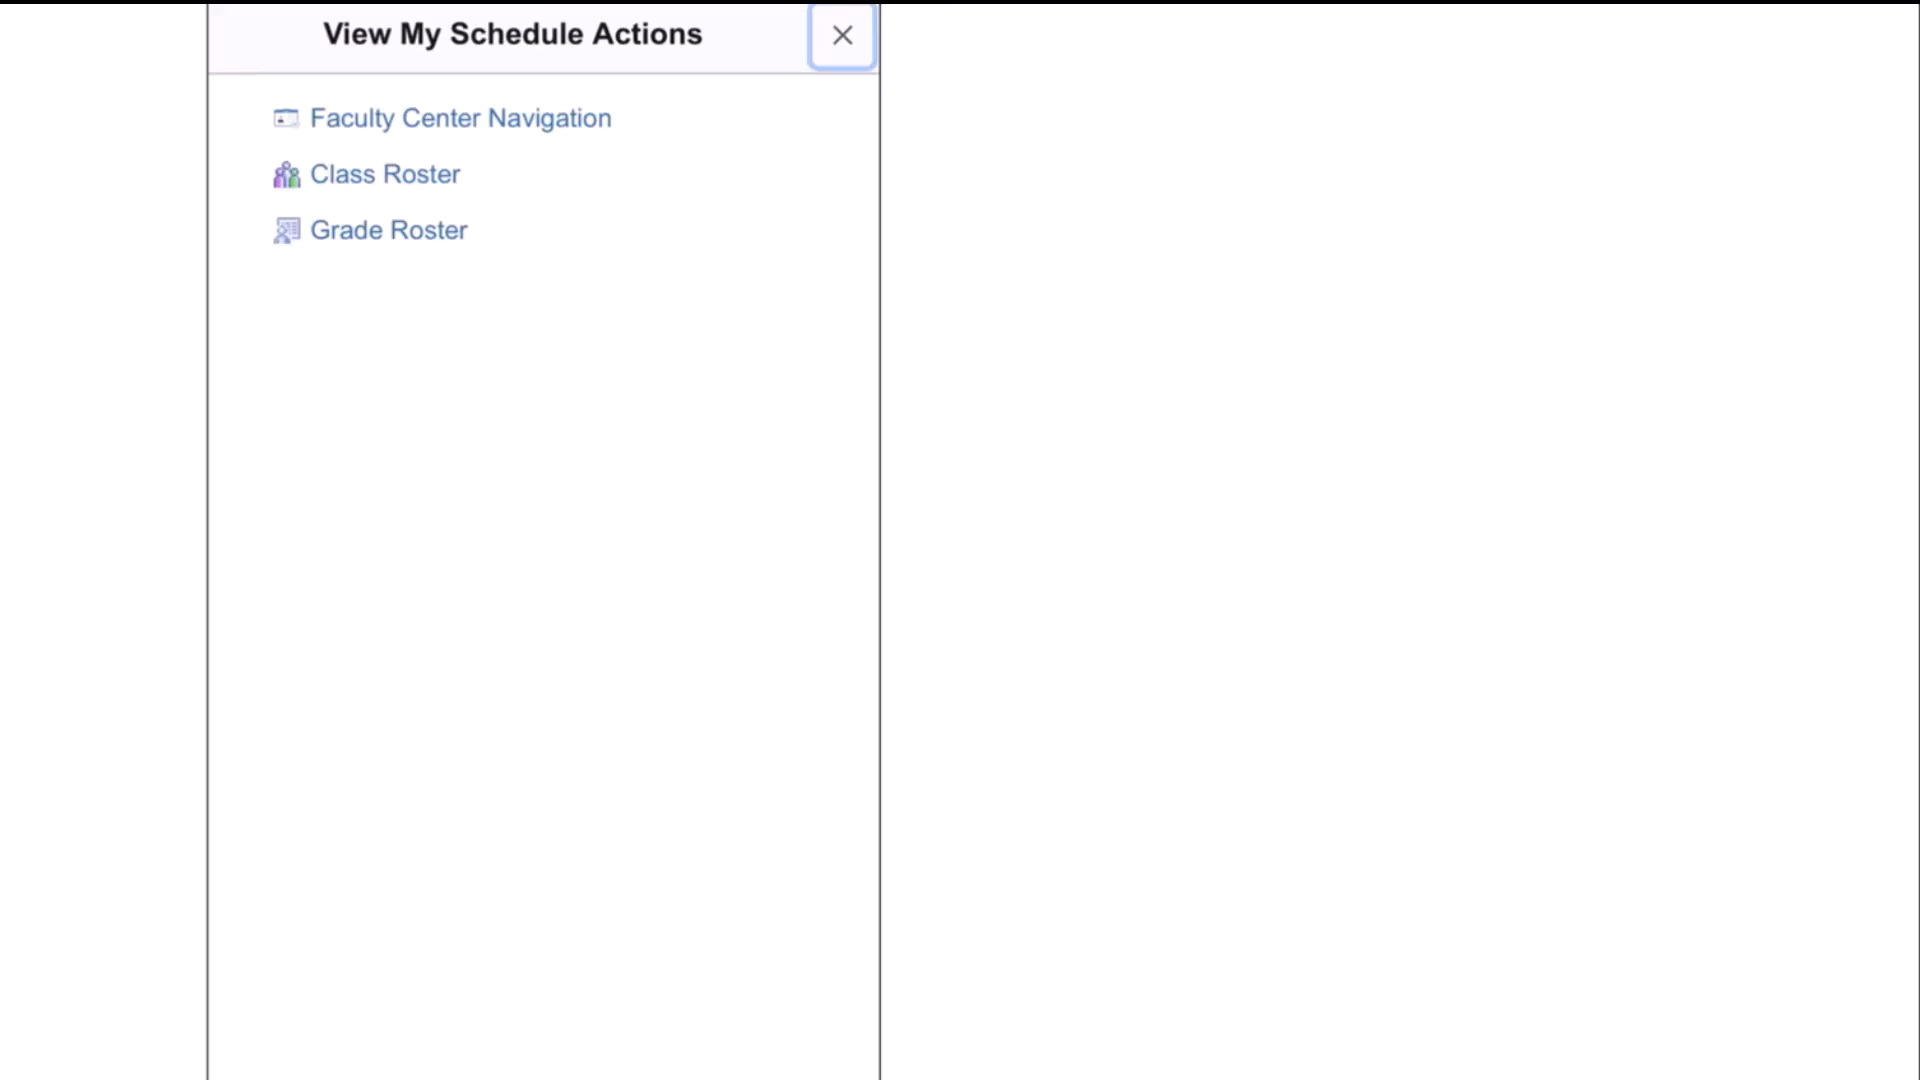 View My Schedule Actions
Faculty Center Navigation
Class Roster
Grade Roster